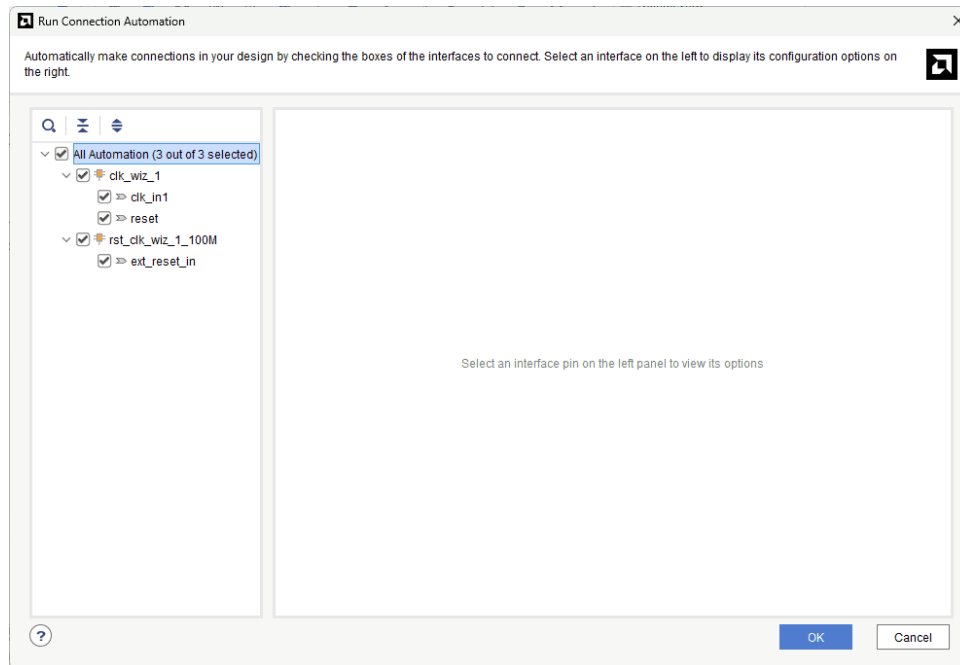 Run Connection Automation
Automatically make connections in your design by checking the boxes of the interfaces to connect. Select an interface on the left to display its configuration options on
the right.
All Automation (3 out of 3 selected)
clk_wiz_1
clk_in1
reset
rst_clk_wiz_1_100M
ext_reset_in
Select an interface pin on the left panel to view its options
?
OK
Cancel